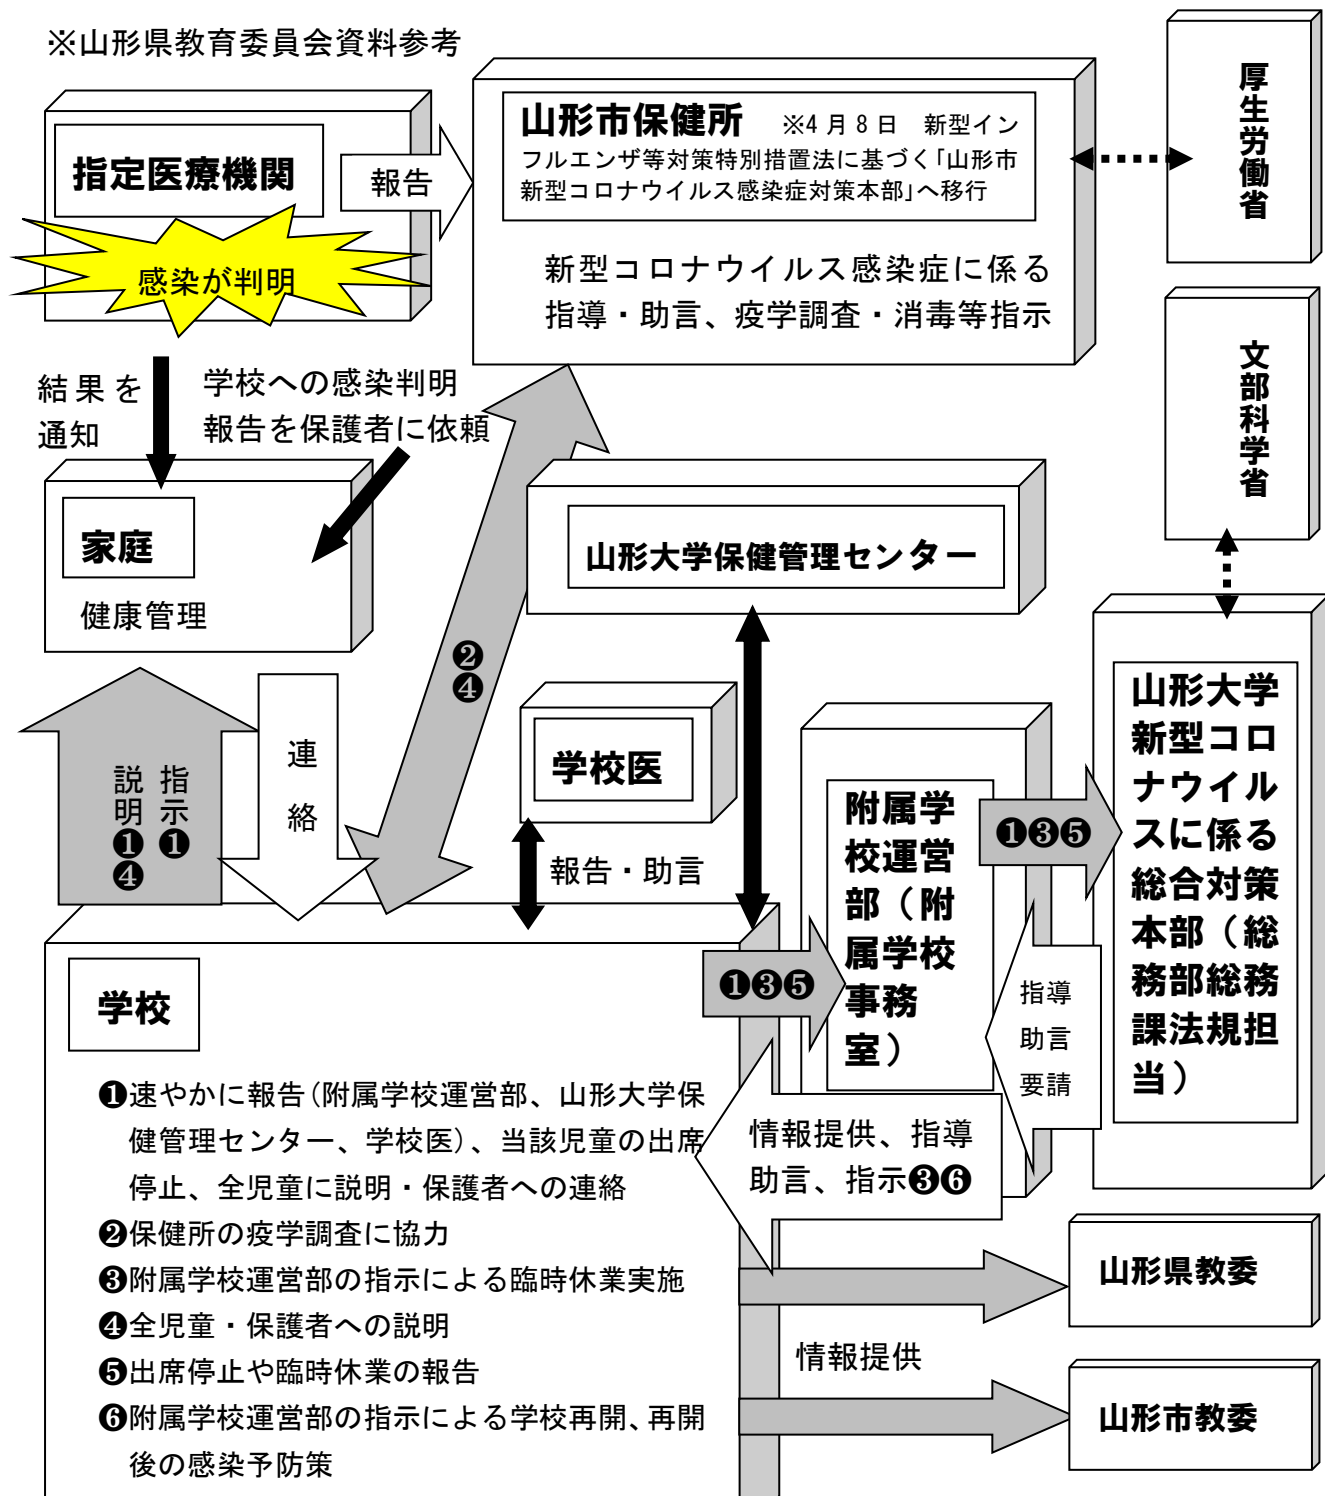 ※山形県教育委員会資料参考
指定医療機関
感染が判明
報告
山形市保健所　※4月8日　新型イン
フルエンザ等対策特別措置法に基づく「山形市
新型コロナウイルス感染症対策本部」へ移行
新型コロナウイルス感染症に係る
指導・助言、疫学調査・消毒等指示
厚生労働省
文部科学省
結果を
通知
学校への感染判明
報告を保護者に依頼
家庭
健康管理
山形大学保健管理センター
❷
❹
学校医
報告・助言
指示❶
説明❶❹
連
絡
附属学
校運営
部（附
属学校
事務
室）
❶❸❺
山形大学
新型コロ
ナウイル
スに係る
総合対策
本部（総
務部総務
課法規担
当）
❶❸❺
指導
助言
要請
情報提供、指導
助言、指示❸❻
学校
❶速やかに報告（附属学校運営部、山形大学保
健管理センター、学校医）、当該児童の出席
停止、全児童に説明・保護者への連絡
❷保健所の疫学調査に協力
❸附属学校運営部の指示による臨時休業実施
❹全児童・保護者への説明
❺出席停止や臨時休業の報告
❻附属学校運営部の指示による学校再開、再開
後の感染予防策
山形県教委
情報提供
山形市教委